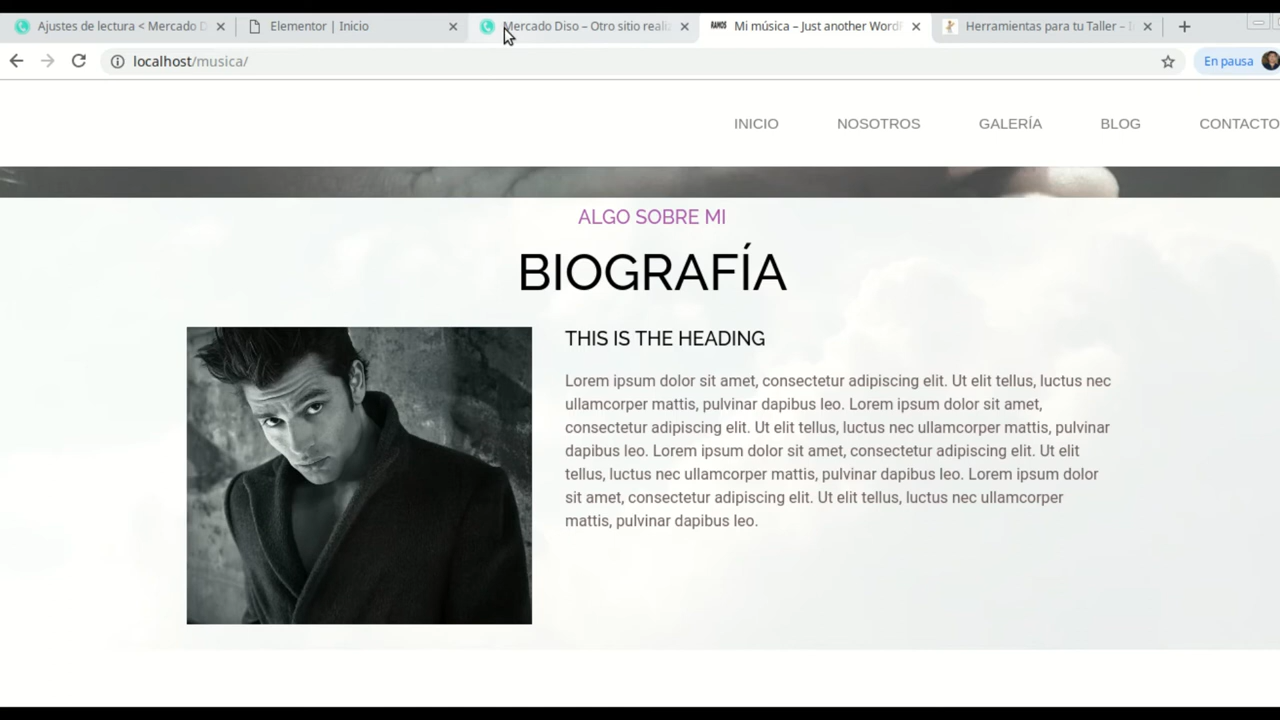 Ajustes de lectura < Mercado D
Elementor | Inicio
Mercado Diso – Otro sitio reali
RAMOS
Mi música – Just another WordP
Herramientas para tu Taller –
localhost/musica/
En pausa
INICIO
NOSOTROS
GALERÍA
BLOG
CONTACTO
ALGO SOBRE MI
BIOGRAFÍA
THIS IS THE HEADING
Lorem ipsum dolor sit amet, consectetur adipiscing elit. Ut elit tellus, luctus nec
ullamcorper mattis, pulvinar dapibus leo. Lorem ipsum dolor sit amet,
consectetur adipiscing elit. Ut elit tellus, luctus nec ullamcorper mattis, pulvinar
dapibus leo. Lorem ipsum dolor sit amet, consectetur adipiscing elit. Ut elit
tellus, luctus nec ullamcorper mattis, pulvinar dapibus leo. Lorem ipsum dolor
sit amet, consectetur adipiscing elit. Ut elit tellus, luctus nec ullamcorper
mattis, pulvinar dapibus leo.